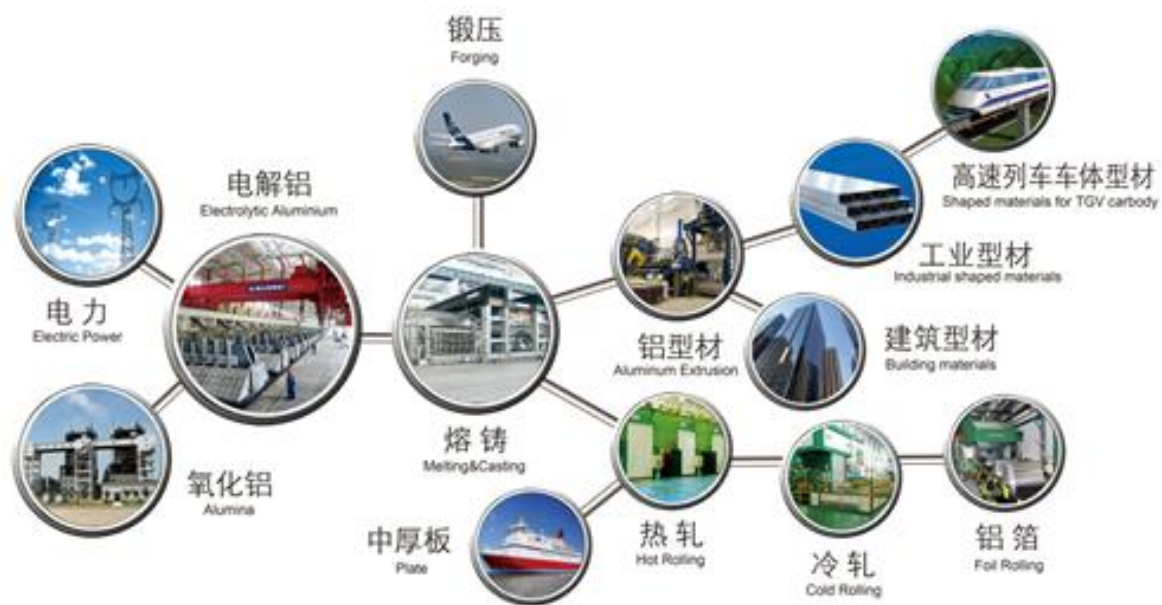 锻压
Forging
电解铝
Electrolytic Aluminium
高速列车车体型材
Shaped materials for TGV carbody
工业型材
Industrial shaped materials
电力
Electric Power
铝型材
Aluminum Extrusion
建筑型材
Building materials
熔铸
Melting&Casting
氧化铝
Alumina
中厚板
Plate
热轧
Hot Rolling
冷轧
Cold Rolling
铝箔
Foil Rolling